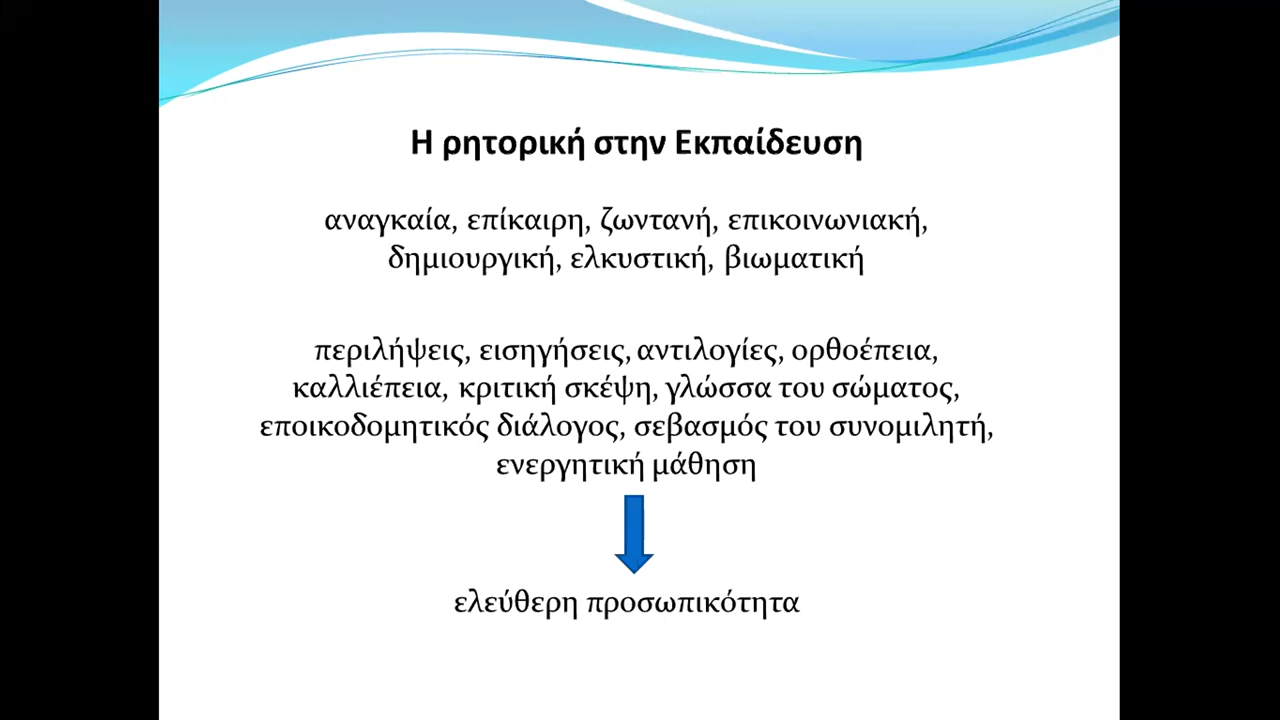 Η ρητορική στην Εκπαίδευση
αναγκαία, επίκαιρη, ζωντανή, επικοινωνιακή,
δημιουργική, ελκυστική, βιωματική
περιλήψεις, εισηγήσεις, αντιλογίες, ορθοέπεια,
καλλιέπεια, κριτική σκέψη, γλώσσα του σώματος,
εποικοδομητικός διάλογος, σεβασμός του συνομιλητή,
ενεργητική μάθηση
ελεύθερη προσωπικότητα